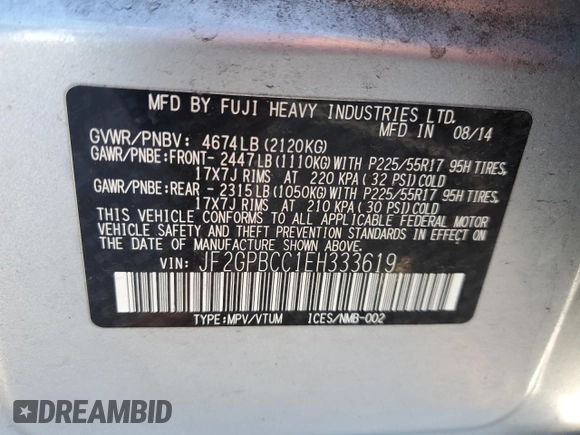 MFD BY FUJI HEAVY INDUSTRIES LTD.
MFD IN 08/14
GVWR/PNBV: 4674LB(2120KG)
GAWR/PNBE:FRONT-2447LB(1110KG)WITH P225/55R17 95H TIRES,
17X7J RIMS AT 220 KPA(32 PSI)COLD
GAWR/PNBE:REAR -2315LB(1050KG)WITH P225/55R17 95H TIRES,
17X7J RIMS AT 210 KPA(30 PSI)COLD
THIS VEHICLE CONFORMS TO ALL APPLICABLE FEDERAL MOTOR
VEHICLE SAFETY AND THEFT PREVENTION STANDARDS IN EFFECT
ON THE DATE OF MANUFACTURE SHOWN ABOVE.
VIN: JF2GPBCC1EH333619
TYPE:MPV/VTUM ICES/NMB-002
DREAMBID